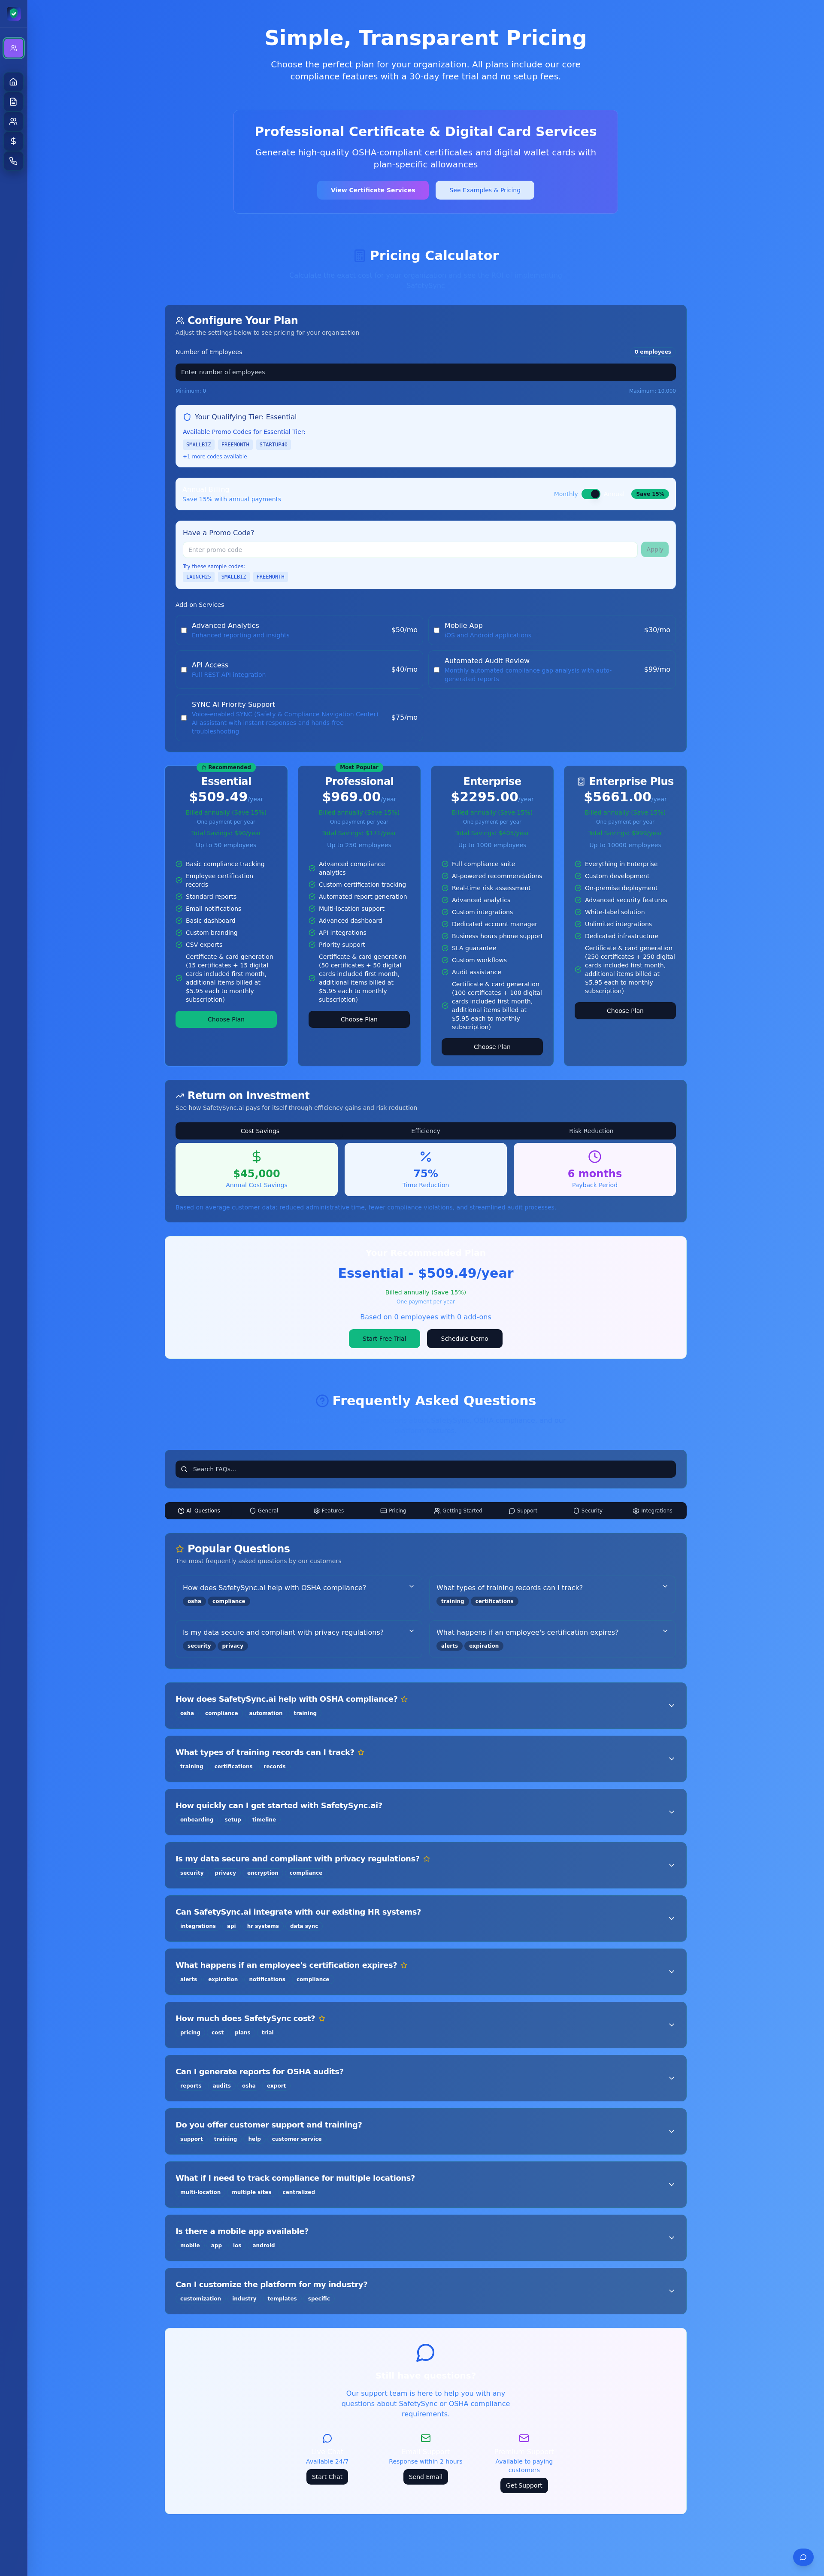 Simple, Transparent Pricing
Choose the perfect plan for your organization. All plans include our core
compliance features with a 30-day free trial and no setup fees.
Professional Certificate & Digital Card Services
Generate high-quality OSHA-compliant certificates and digital wallet cards with
plan-specific allowances
View Certificate Services
See Examples & Pricing
Pricing Calculator
Configure Your Plan
Adjust the settings below to see pricing for your organization
Number of Employees
0 employees
Enter number of employees
Minimum: 0
Maximum: 10,000
Your Qualifying Tier: Essential
Available Promo Codes for Essential Tier:
SMALLBIZ FREEMONTH STARTUP40
+1 more codes available
Save 15% with annual payments
Monthly
Save 15%
Have a Promo Code?
Enter promo code
Apply
Try these sample codes:
LAUNCH25 SMALLBIZ FREEMONTH
Add-on Services
Advanced Analytics
Enhanced reporting and insights
$50/mo
Mobile App
iOS and Android applications
$30/mo
API Access
Full REST API integration
$40/mo
Automated Audit Review
Monthly automated compliance gap analysis with auto-
generated reports
$99/mo
SYNC AI Priority Support
Voice-enabled SYNC (Safety & Compliance Navigation Center)
AI assistant with instant responses and hands-free
troubleshooting
$75/mo
Recommended
Essential
$509.49/year
Billed annually (Save 15%)
One payment per year
Total Savings: $90/year
Up to 50 employees
Basic compliance tracking
Employee certification
records
Standard reports
Email notifications
Basic dashboard
Custom branding
CSV exports
Certificate & card generation
(15 certificates + 15 digital
cards included first month,
additional items billed at
$5.95 each to monthly
subscription)
Choose Plan
Most Popular
Professional
$969.00/year
Billed annually (Save 15%)
One payment per year
Total Savings: $171/year
Up to 250 employees
Advanced compliance
analytics
Custom certification tracking
Automated report generation
Multi-location support
Advanced dashboard
API integrations
Priority support
Certificate & card generation
(50 certificates + 50 digital
cards included first month,
additional items billed at
$5.95 each to monthly
subscription)
Choose Plan
Enterprise
$2295.00/year
Billed annually (Save 15%)
One payment per year
Total Savings: $405/year
Up to 1000 employees
Full compliance suite
AI-powered recommendations
Real-time risk assessment
Advanced analytics
Custom integrations
Dedicated account manager
Business hours phone support
SLA guarantee
Custom workflows
Audit assistance
Certificate & card generation
(100 certificates + 100 digital
cards included first month,
additional items billed at
$5.95 each to monthly
subscription)
Choose Plan
Enterprise Plus
$5661.00/year
Billed annually (Save 15%)
One payment per year
Total Savings: $999/year
Up to 10000 employees
Everything in Enterprise
Custom development
On-premise deployment
Advanced security features
White-label solution
Unlimited integrations
Dedicated infrastructure
Certificate & card generation
(250 certificates + 250 digital
cards included first month,
additional items billed at
$5.95 each to monthly
subscription)
Choose Plan
Return on Investment
See how SafetySync.ai pays for itself through efficiency gains and risk reduction
Cost Savings
Efficiency
Risk Reduction
$45,000
Annual Cost Savings
75%
Time Reduction
6 months
Payback Period
Based on average customer data: reduced administrative time, fewer compliance violations, and streamlined audit processes.
Your Recommended Plan
Essential - $509.49/year
Billed annually (Save 15%)
One payment per year
Based on 0 employees with 0 add-ons
Start Free Trial
Schedule Demo
Frequently Asked Questions
Search FAQs...
All Questions
General
Features
Pricing
Getting Started
Support
Security
Integrations
Popular Questions
The most frequently asked questions by our customers
How does SafetySync.ai help with OSHA compliance?
osha compliance
What types of training records can I track?
training certifications
Is my data secure and compliant with privacy regulations?
security privacy
What happens if an employee's certification expires?
alerts expiration
How does SafetySync.ai help with OSHA compliance?
osha compliance automation training
What types of training records can I track?
training certifications records
How quickly can I get started with SafetySync.ai?
onboarding setup timeline
Is my data secure and compliant with privacy regulations?
security privacy encryption compliance
Can SafetySync.ai integrate with our existing HR systems?
integrations api hr systems data sync
What happens if an employee's certification expires?
alerts expiration notifications compliance
How much does SafetySync cost?
pricing cost plans trial
Can I generate reports for OSHA audits?
reports audits osha export
Do you offer customer support and training?
support training help customer service
What if I need to track compliance for multiple locations?
multi-location multiple sites centralized
Is there a mobile app available?
mobile app ios android
Can I customize the platform for my industry?
customization industry templates specific
Our support team is here to help you with any
questions about SafetySync or OSHA compliance
requirements.
Available 24/7
Start Chat
Response within 2 hours
Send Email
Available to paying
customers
Get Support